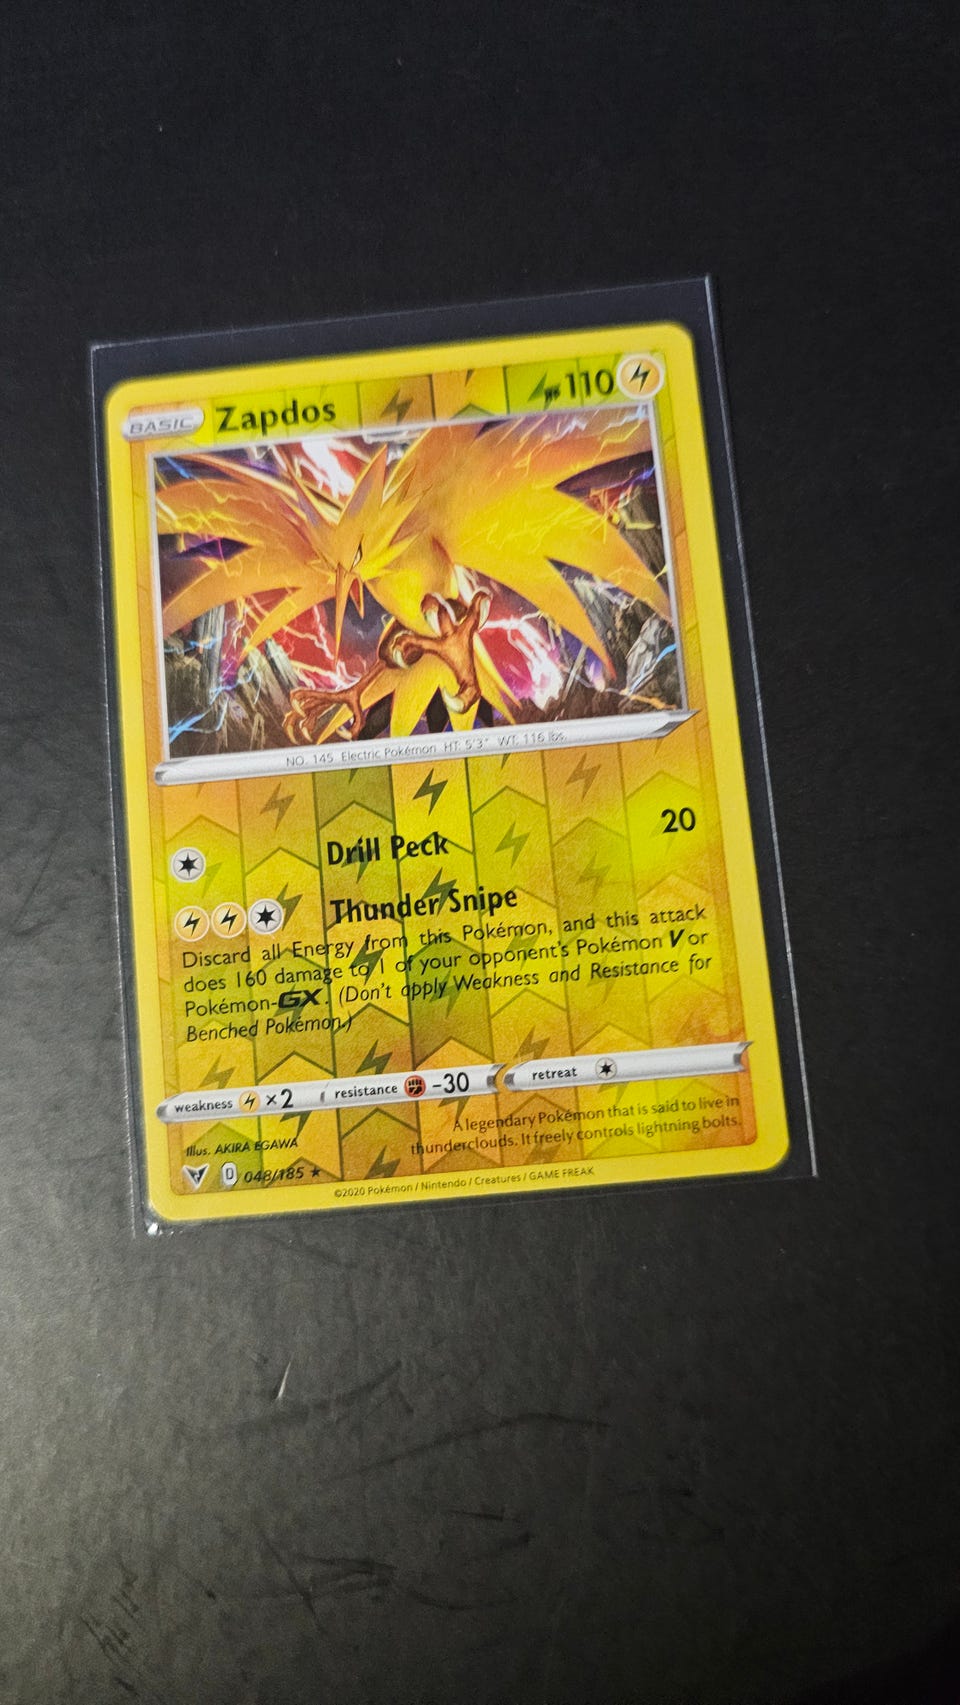 BASIC Zapdos HP 110
NO. 145 Electric Pokémon HT: 5'3" WT: 116 lbs.
Drill Peck 20
Thunder Snipe
Discard all Energy from this Pokémon, and this attack
does 160 damage to 1 of your opponent's Pokémon V or
Pokémon-GX. (Don't apply Weakness and Resistance for
Benched Pokémon.)
weakness ×2 resistance -30 retreat
A legendary Pokémon that is said to live in
thunderclouds. It freely controls lightning bolts.
Illus. AKIRA EGAWA
D 048/185 ★
©2020 Pokémon / Nintendo / Creatures / GAME FREAK